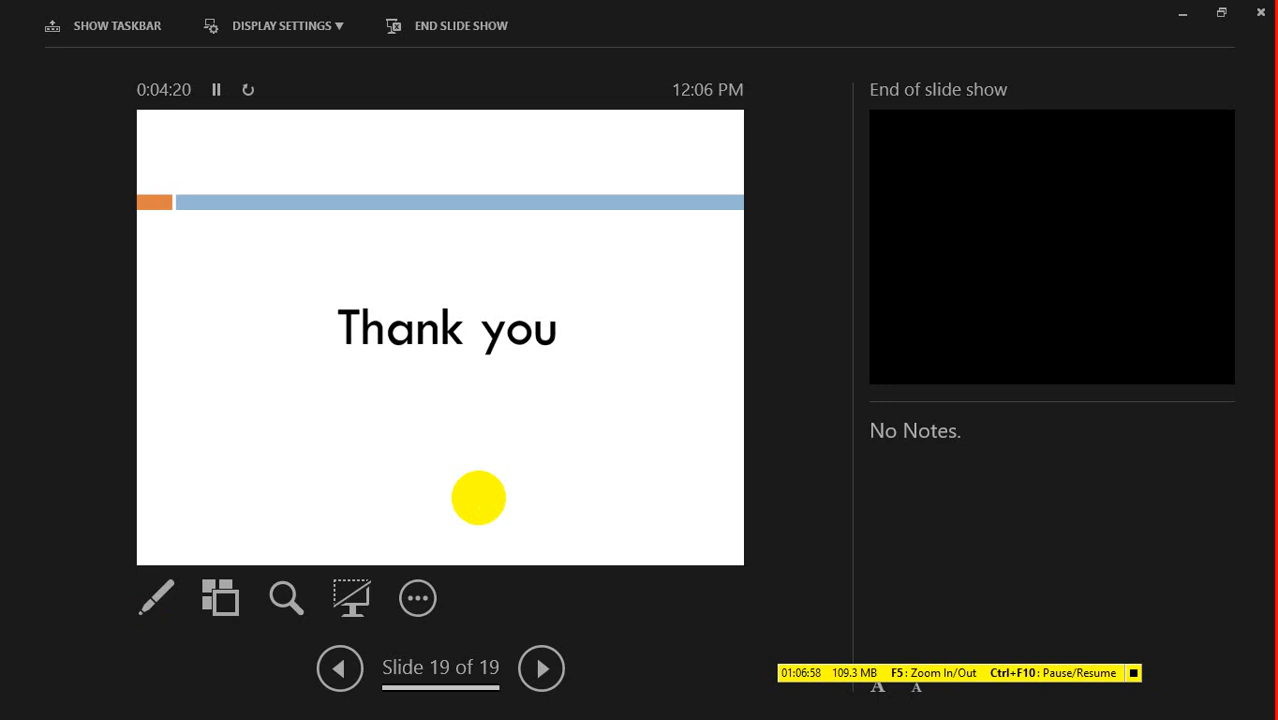 SHOW TASKBAR DISPLAY SETTINGS ▼ END SLIDE SHOW
0:04:20 12:06 PM
Thank you
Slide 19 of 19
End of slide show
No Notes.
A A
01:06:58 109.3 MB F5: Zoom In/Out Ctrl+F10: Pause/Resume